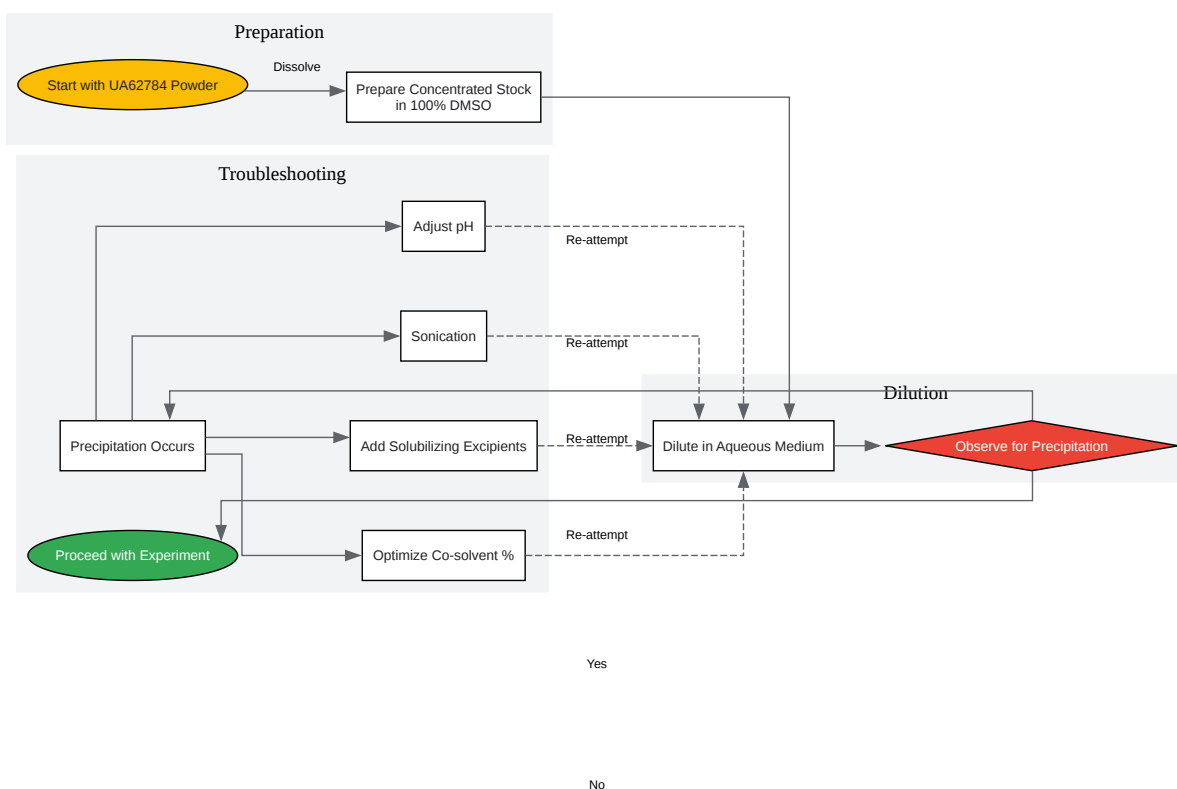 Preparation
Start with UA62784 Powder
Dissolve
Prepare Concentrated Stock
in 100% DMSO
Troubleshooting
Adjust pH
Re-attempt
Sonication
Re-attempt
Dilution
Precipitation Occurs
Add Solubilizing Excipients
Re-attempt
Dilute in Aqueous Medium
Observe for Precipitation
Proceed with Experiment
Optimize Co-solvent %
Re-attempt
Yes
No